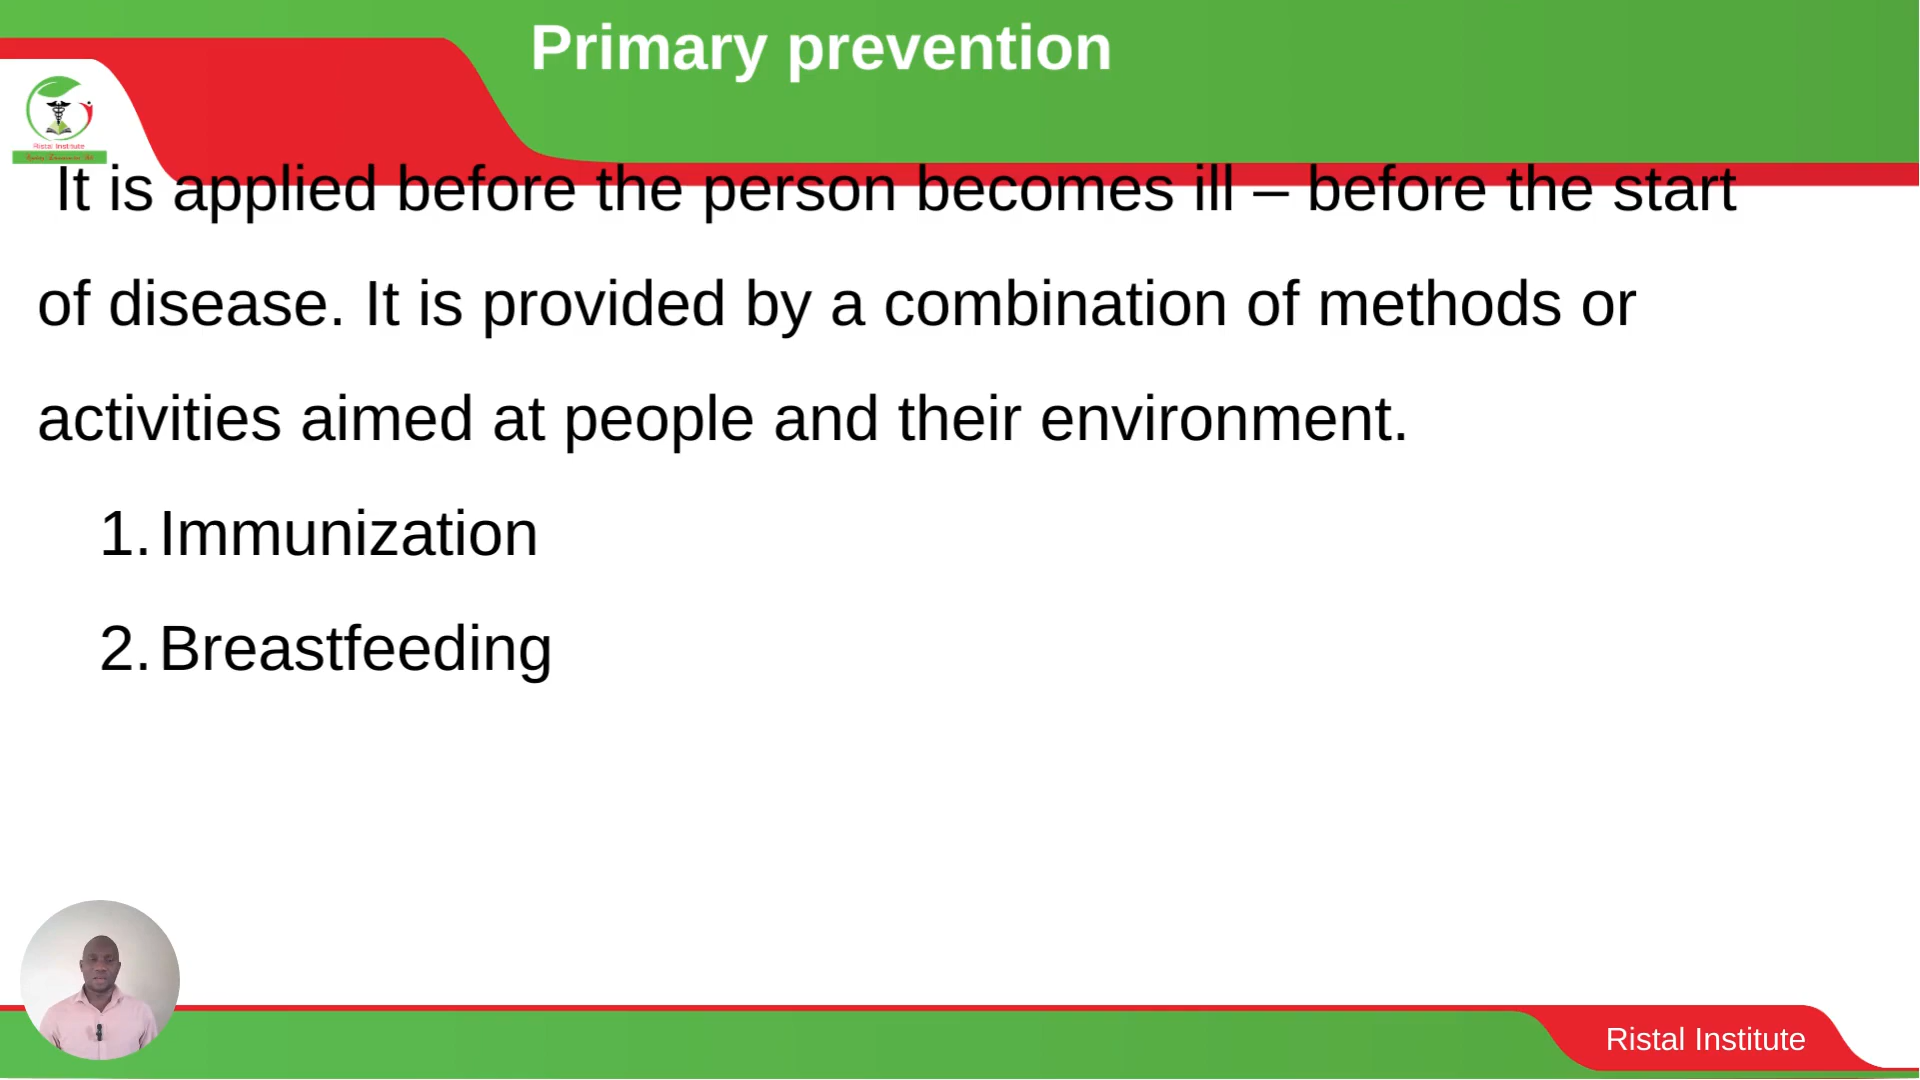 Primary prevention
Ristal Institute
It is applied before the person becomes ill – before the start
of disease. It is provided by a combination of methods or
activities aimed at people and their environment.
1. Immunization
2. Breastfeeding
Ristal Institute